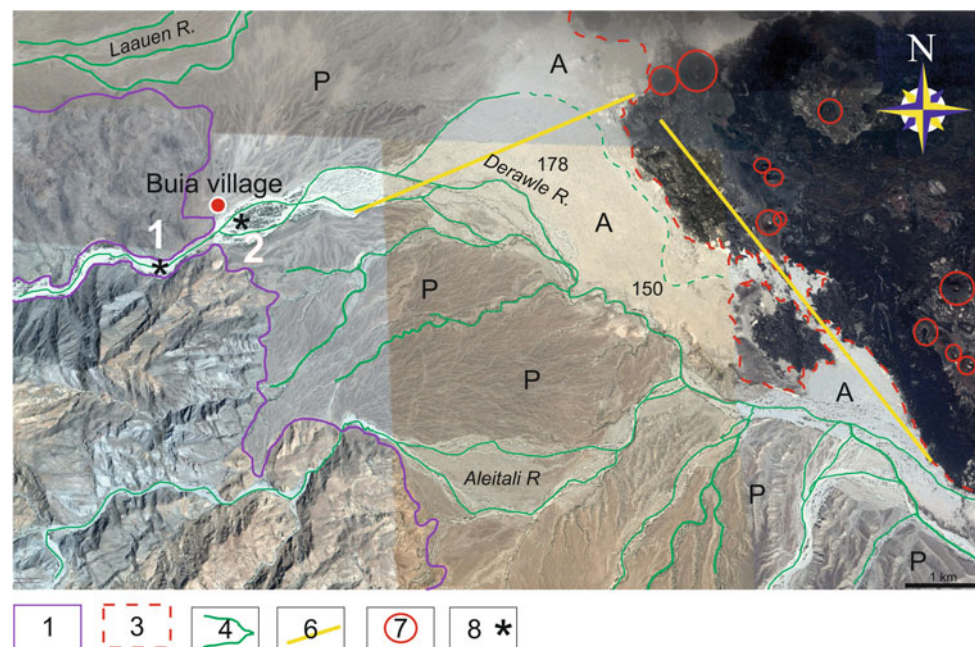 Laauen R.
P
A
N
Buia village
178
Derawle R.
1
2
A
P
150
P
A
Aleitali R
P
P
1 km
1
3
4
6
7
8 *